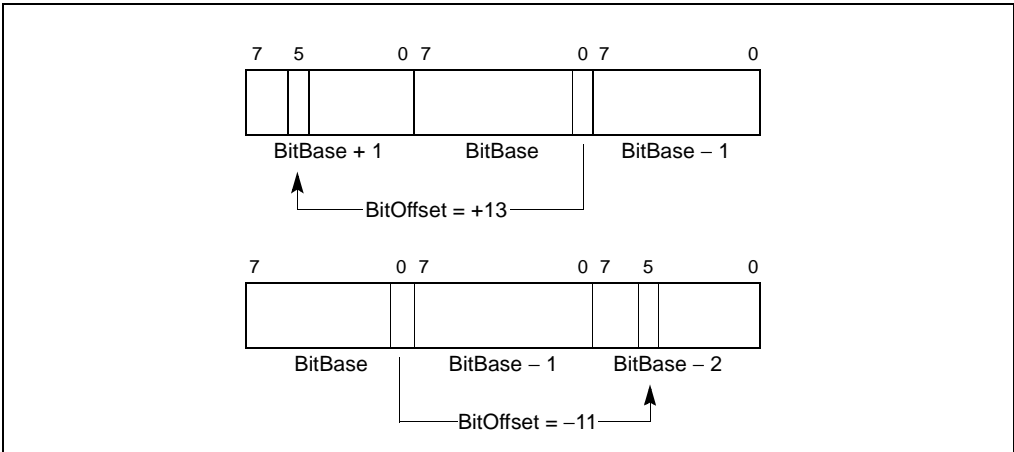 7 5 0 7 0 7 0
BitBase + 1 BitBase BitBase − 1
BitOffset = +13
7 0 7 0 7 5 0
BitBase BitBase − 1 BitBase − 2
BitOffset = −11